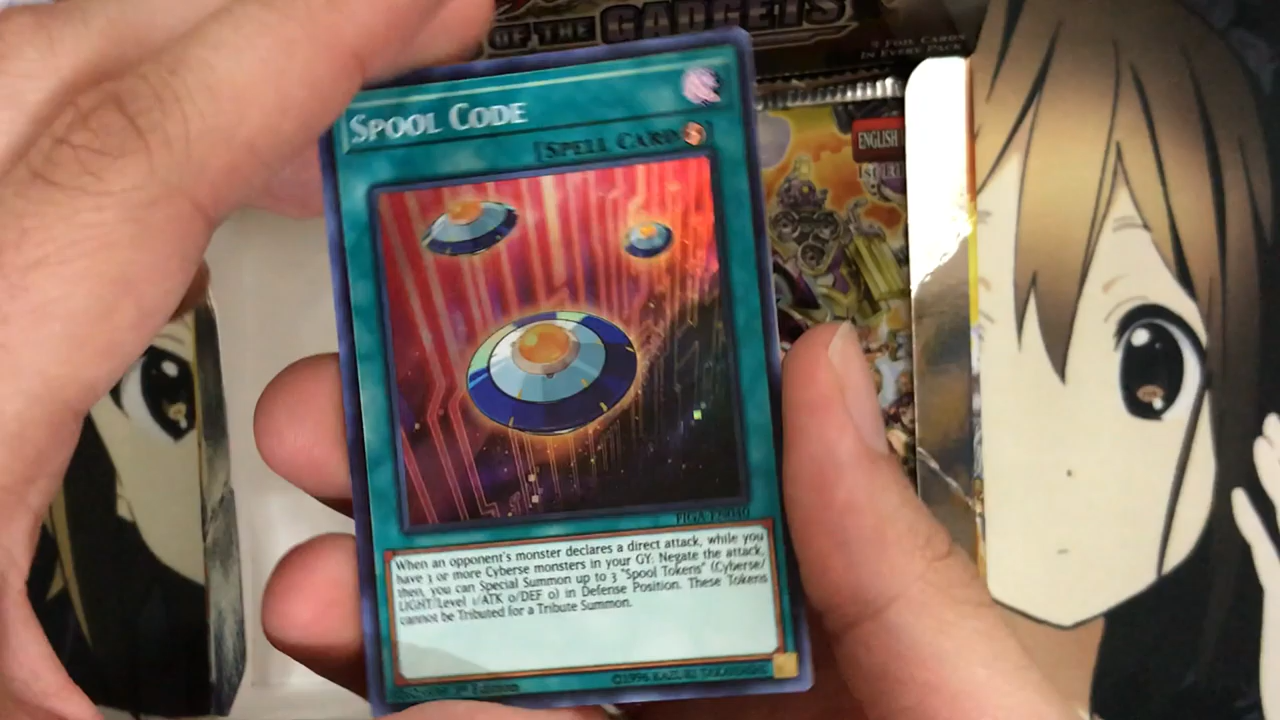 OF THE GADGETS
9 FOIL CARDS
IN EVERY PACK
SPOOL CODE
[SPELL CARD
ENGLISH
When an opponent's monster declares a direct attack, while you
have 3 or more Cyberse monsters in your GY: Negate the attack,
then, you can Special Summon up to 3 "Spool Tokens" (Cyberse/
LIGHT/Level 1/ATK 0/DEF 0) in Defense Position. These Tokens
cannot be Tributed for a Tribute Summon.
1st Edition
©1996 KAZUKI TAKAHASHI